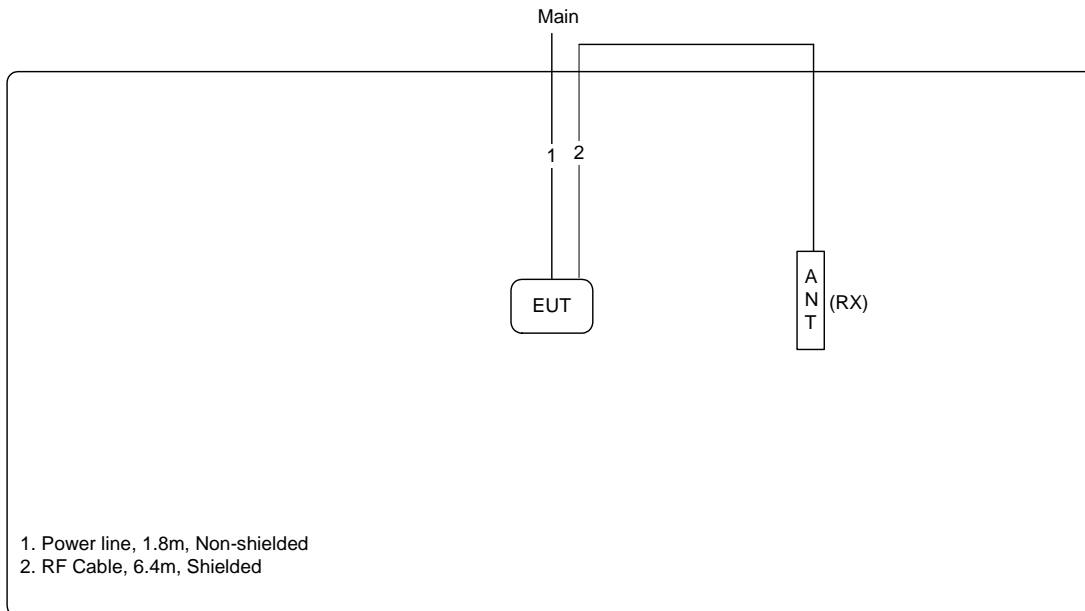 Main
1
2
EUT
A
N
T
(RX)
1. Power line, 1.8m, Non-shielded
2. RF Cable, 6.4m, Shielded